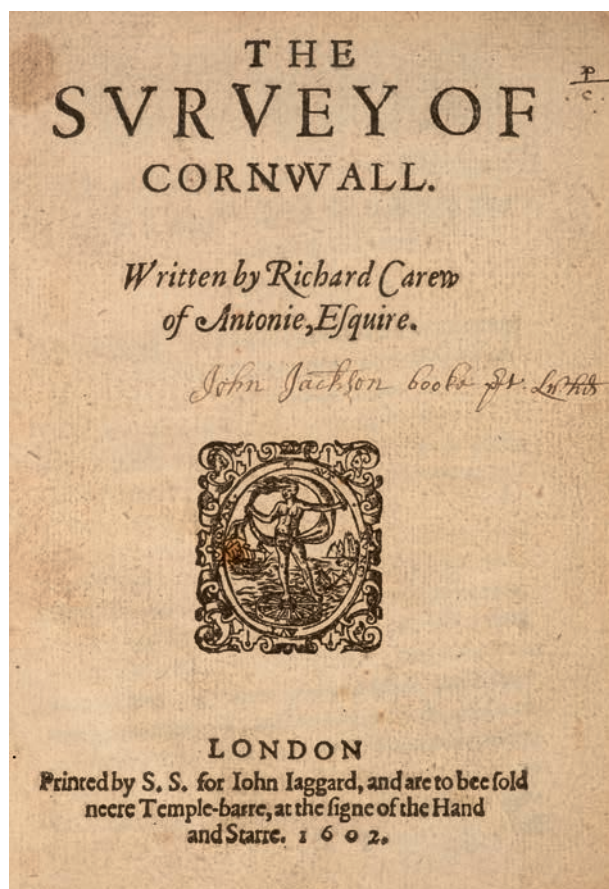 THE
SVRVEY OF
CORNWALL.
P
C
Written by Richard Carew
of Antonie, Eſquire.
John Jackson booke
LONDON
Printed by S. S. for Iohn Iaggard, and are to bee ſold
neere Temple-barre, at the ſigne of the Hand
and Starre. 1602.